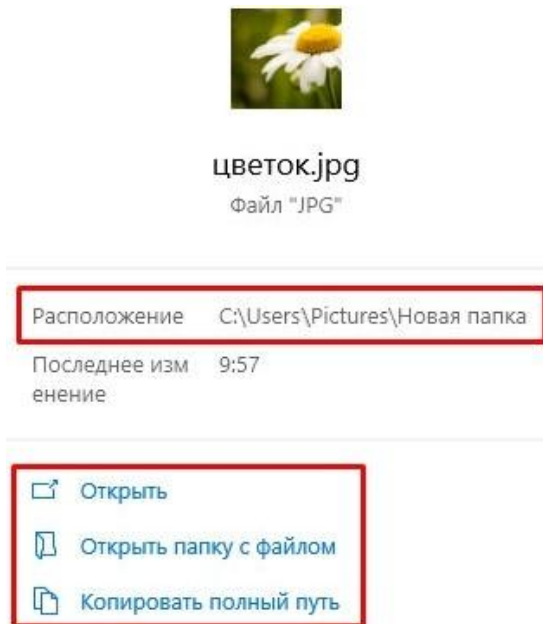 цветок.jpg
Файл "JPG"
Расположение C:\Users\Pictures\Новая папка
Последнее изм 9:57
енение
Открыть
Открыть папку с файлом
Копировать полный путь